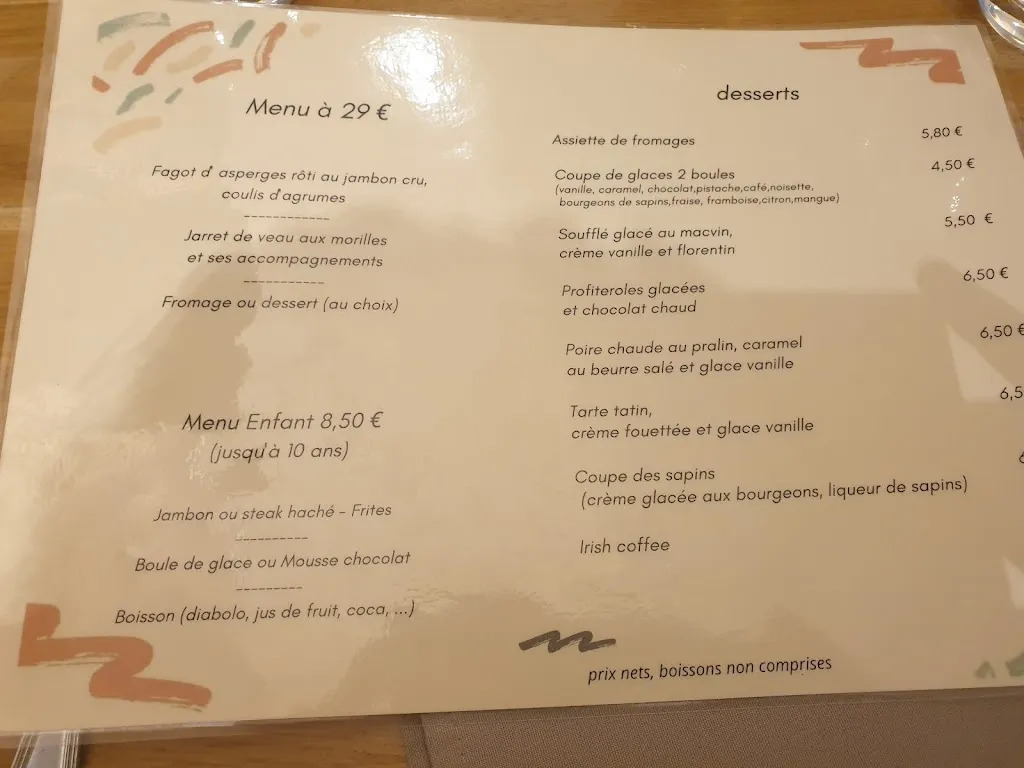 Menu à 29 €
Fagot d' asperges rôti au jambon cru,
coulis d'agrumes
------------
Jarret de veau aux morilles
et ses accompagnements
------------
Fromage ou dessert (au choix)
Menu Enfant 8,50 €
(jusqu'à 10 ans)
Jambon ou steak haché - Frites
----------
Boule de glace ou Mousse chocolat
---------
Boisson (diabolo, jus de fruit, coca, ...)
desserts
Assiette de fromages 5,80 €
Coupe de glaces 2 boules 4,50 €
(vanille, caramel, chocolat,pistache,café,noisette,
bourgeons de sapins,fraise, framboise,citron,mangue)
Soufflé glacé au macvin, 5,50 €
crème vanille et florentin
Profiteroles glacées 6,50 €
et chocolat chaud
Poire chaude au pralin, caramel 6,50 €
au beurre salé et glace vanille
Tarte tatin, 6,5
crème fouettée et glace vanille
Coupe des sapins
(crème glacée aux bourgeons, liqueur de sapins)
Irish coffee
prix nets, boissons non comprises